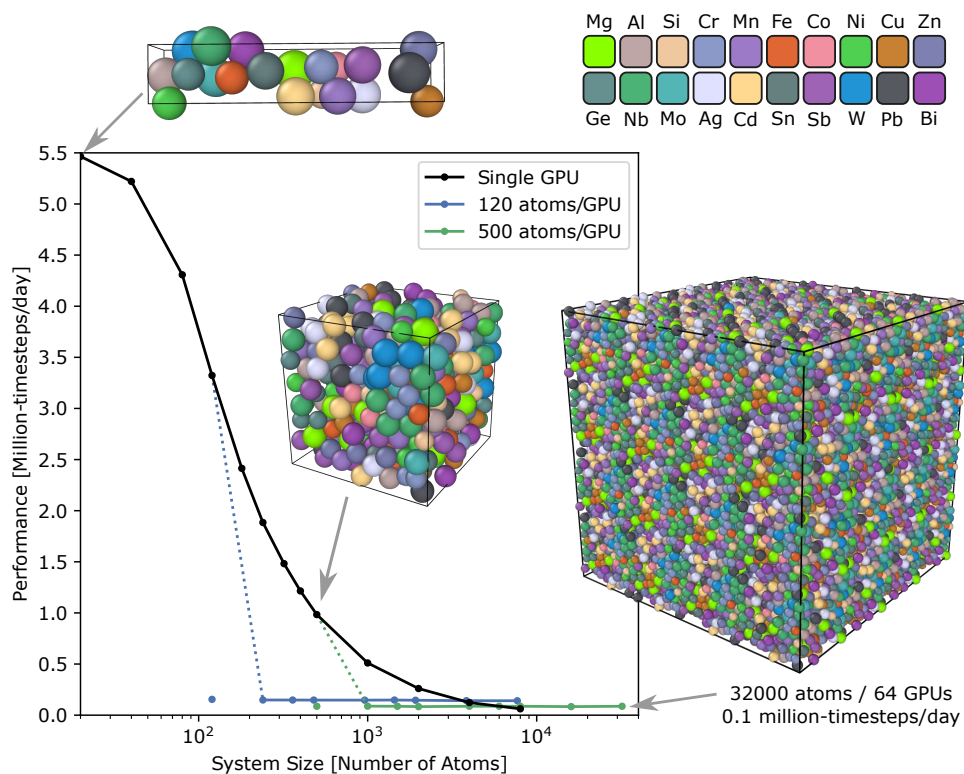 Mg Al Si Cr Mn Fe Co Ni Cu Zn
Ge Nb Mo Ag Cd Sn Sb W Pb Bi
Single GPU
120 atoms/GPU
500 atoms/GPU
Performance [Million-timesteps/day]
5.5
5.0
4.5
4.0
3.5
3.0
2.5
2.0
1.5
1.0
0.5
0.0
10²
10³
10⁴
System Size [Number of Atoms]
32000 atoms / 64 GPUs
0.1 million-timesteps/day